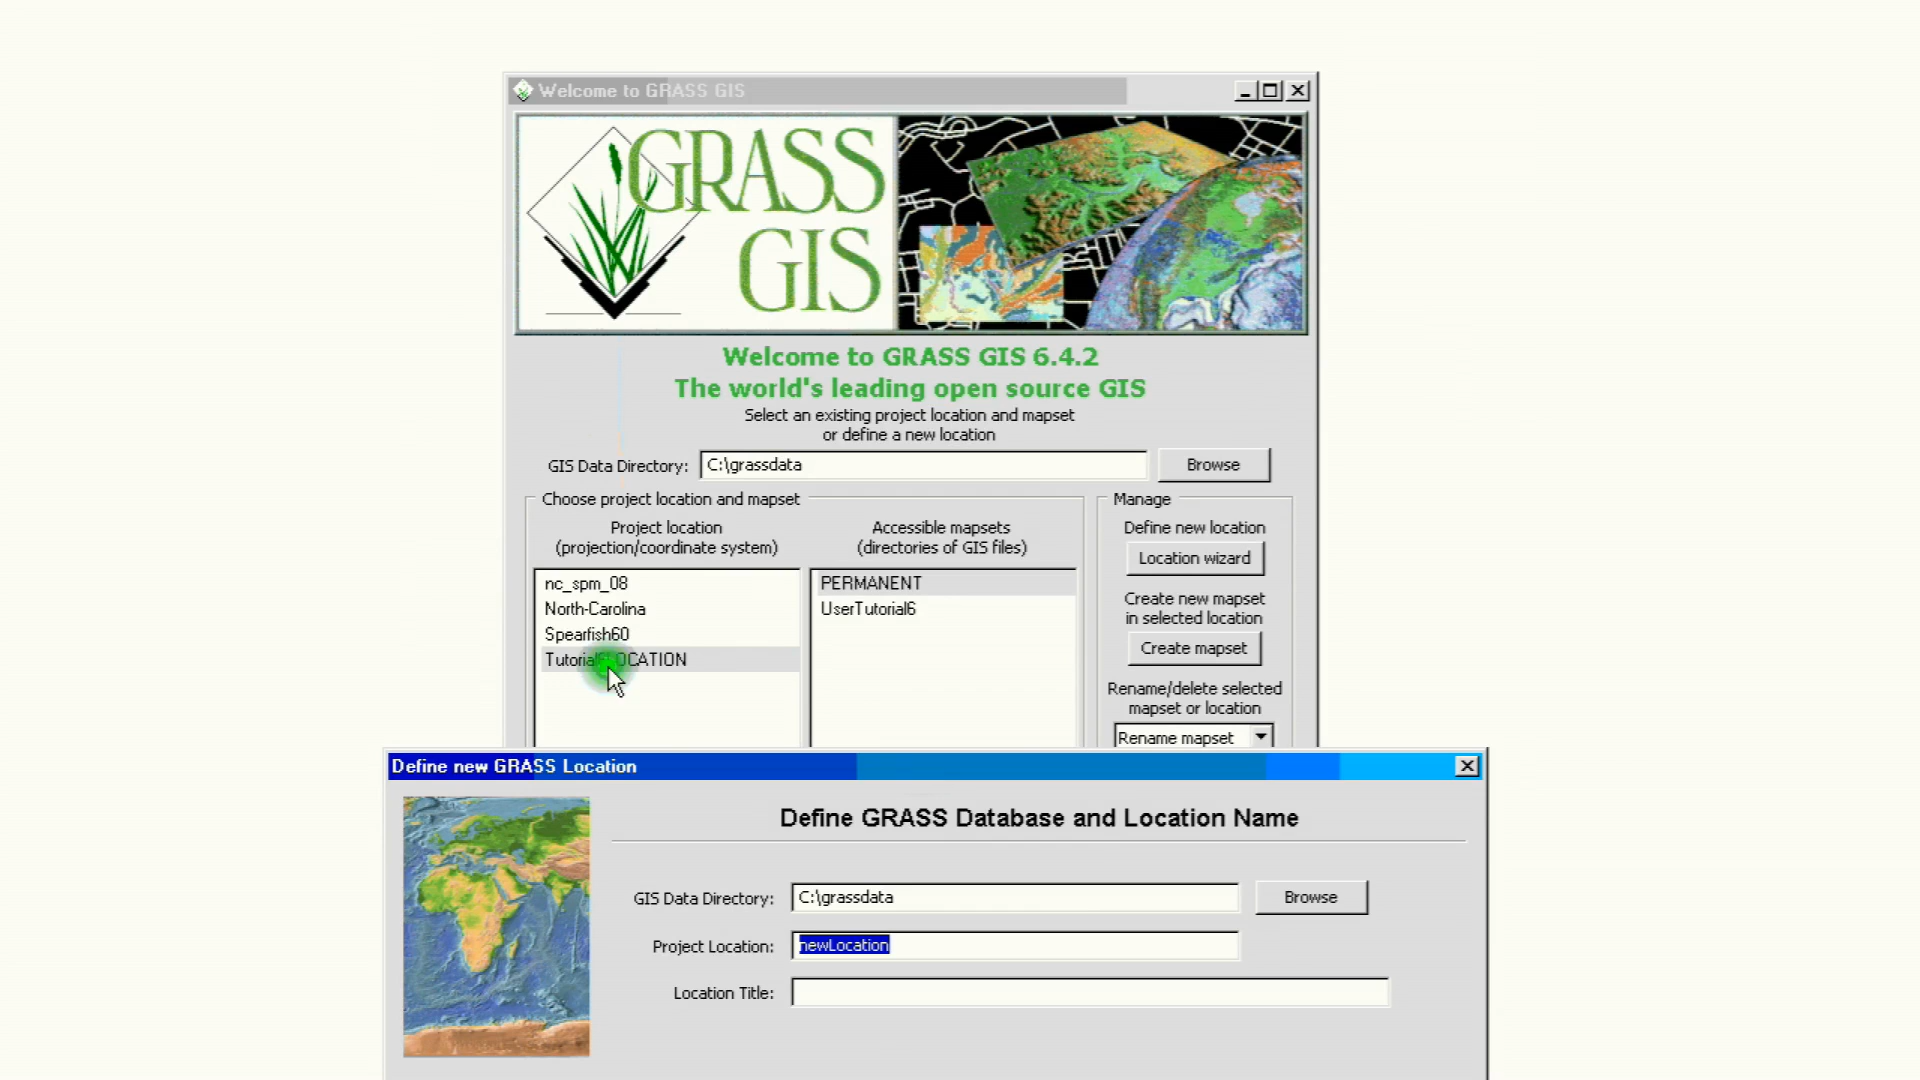 Welcome to GRASS GIS
GRASS
GIS
Welcome to GRASS GIS 6.4.2
The world's leading open source GIS
Select an existing project location and mapset
or define a new location
GIS Data Directory: C:\grassdata Browse
Choose project location and mapset
Project location
(projection/coordinate system)
nc_spm_08
North-Carolina
Spearfish60
Accessible mapsets
(directories of GIS files)
PERMANENT
UserTutorial6
Manage
Define new location
Location wizard
Create new mapset
in selected location
Create mapset
Rename/delete selected
mapset or location
Rename mapset
Define new GRASS Location
Define GRASS Database and Location Name
GIS Data Directory: C:\grassdata Browse
Project Location: newLocation
Location Title: